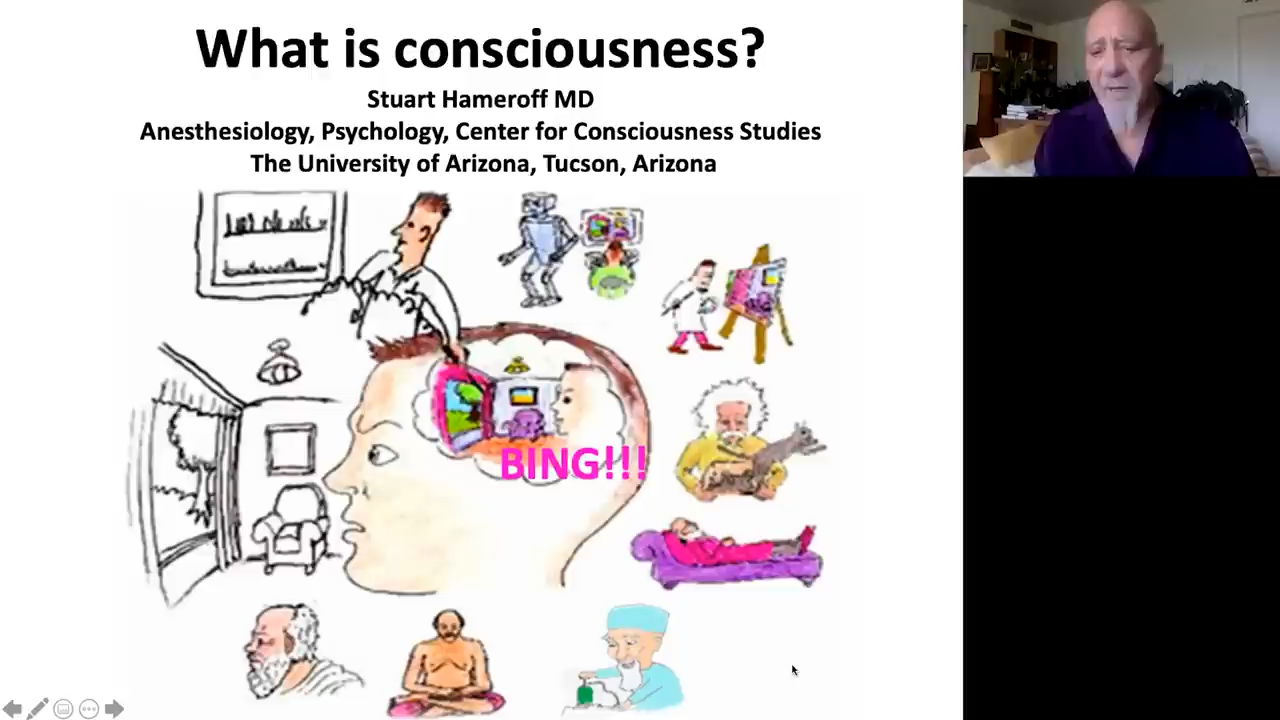 What is consciousness?
Stuart Hameroff MD
Anesthesiology, Psychology, Center for Consciousness Studies
The University of Arizona, Tucson, Arizona
BING!!!